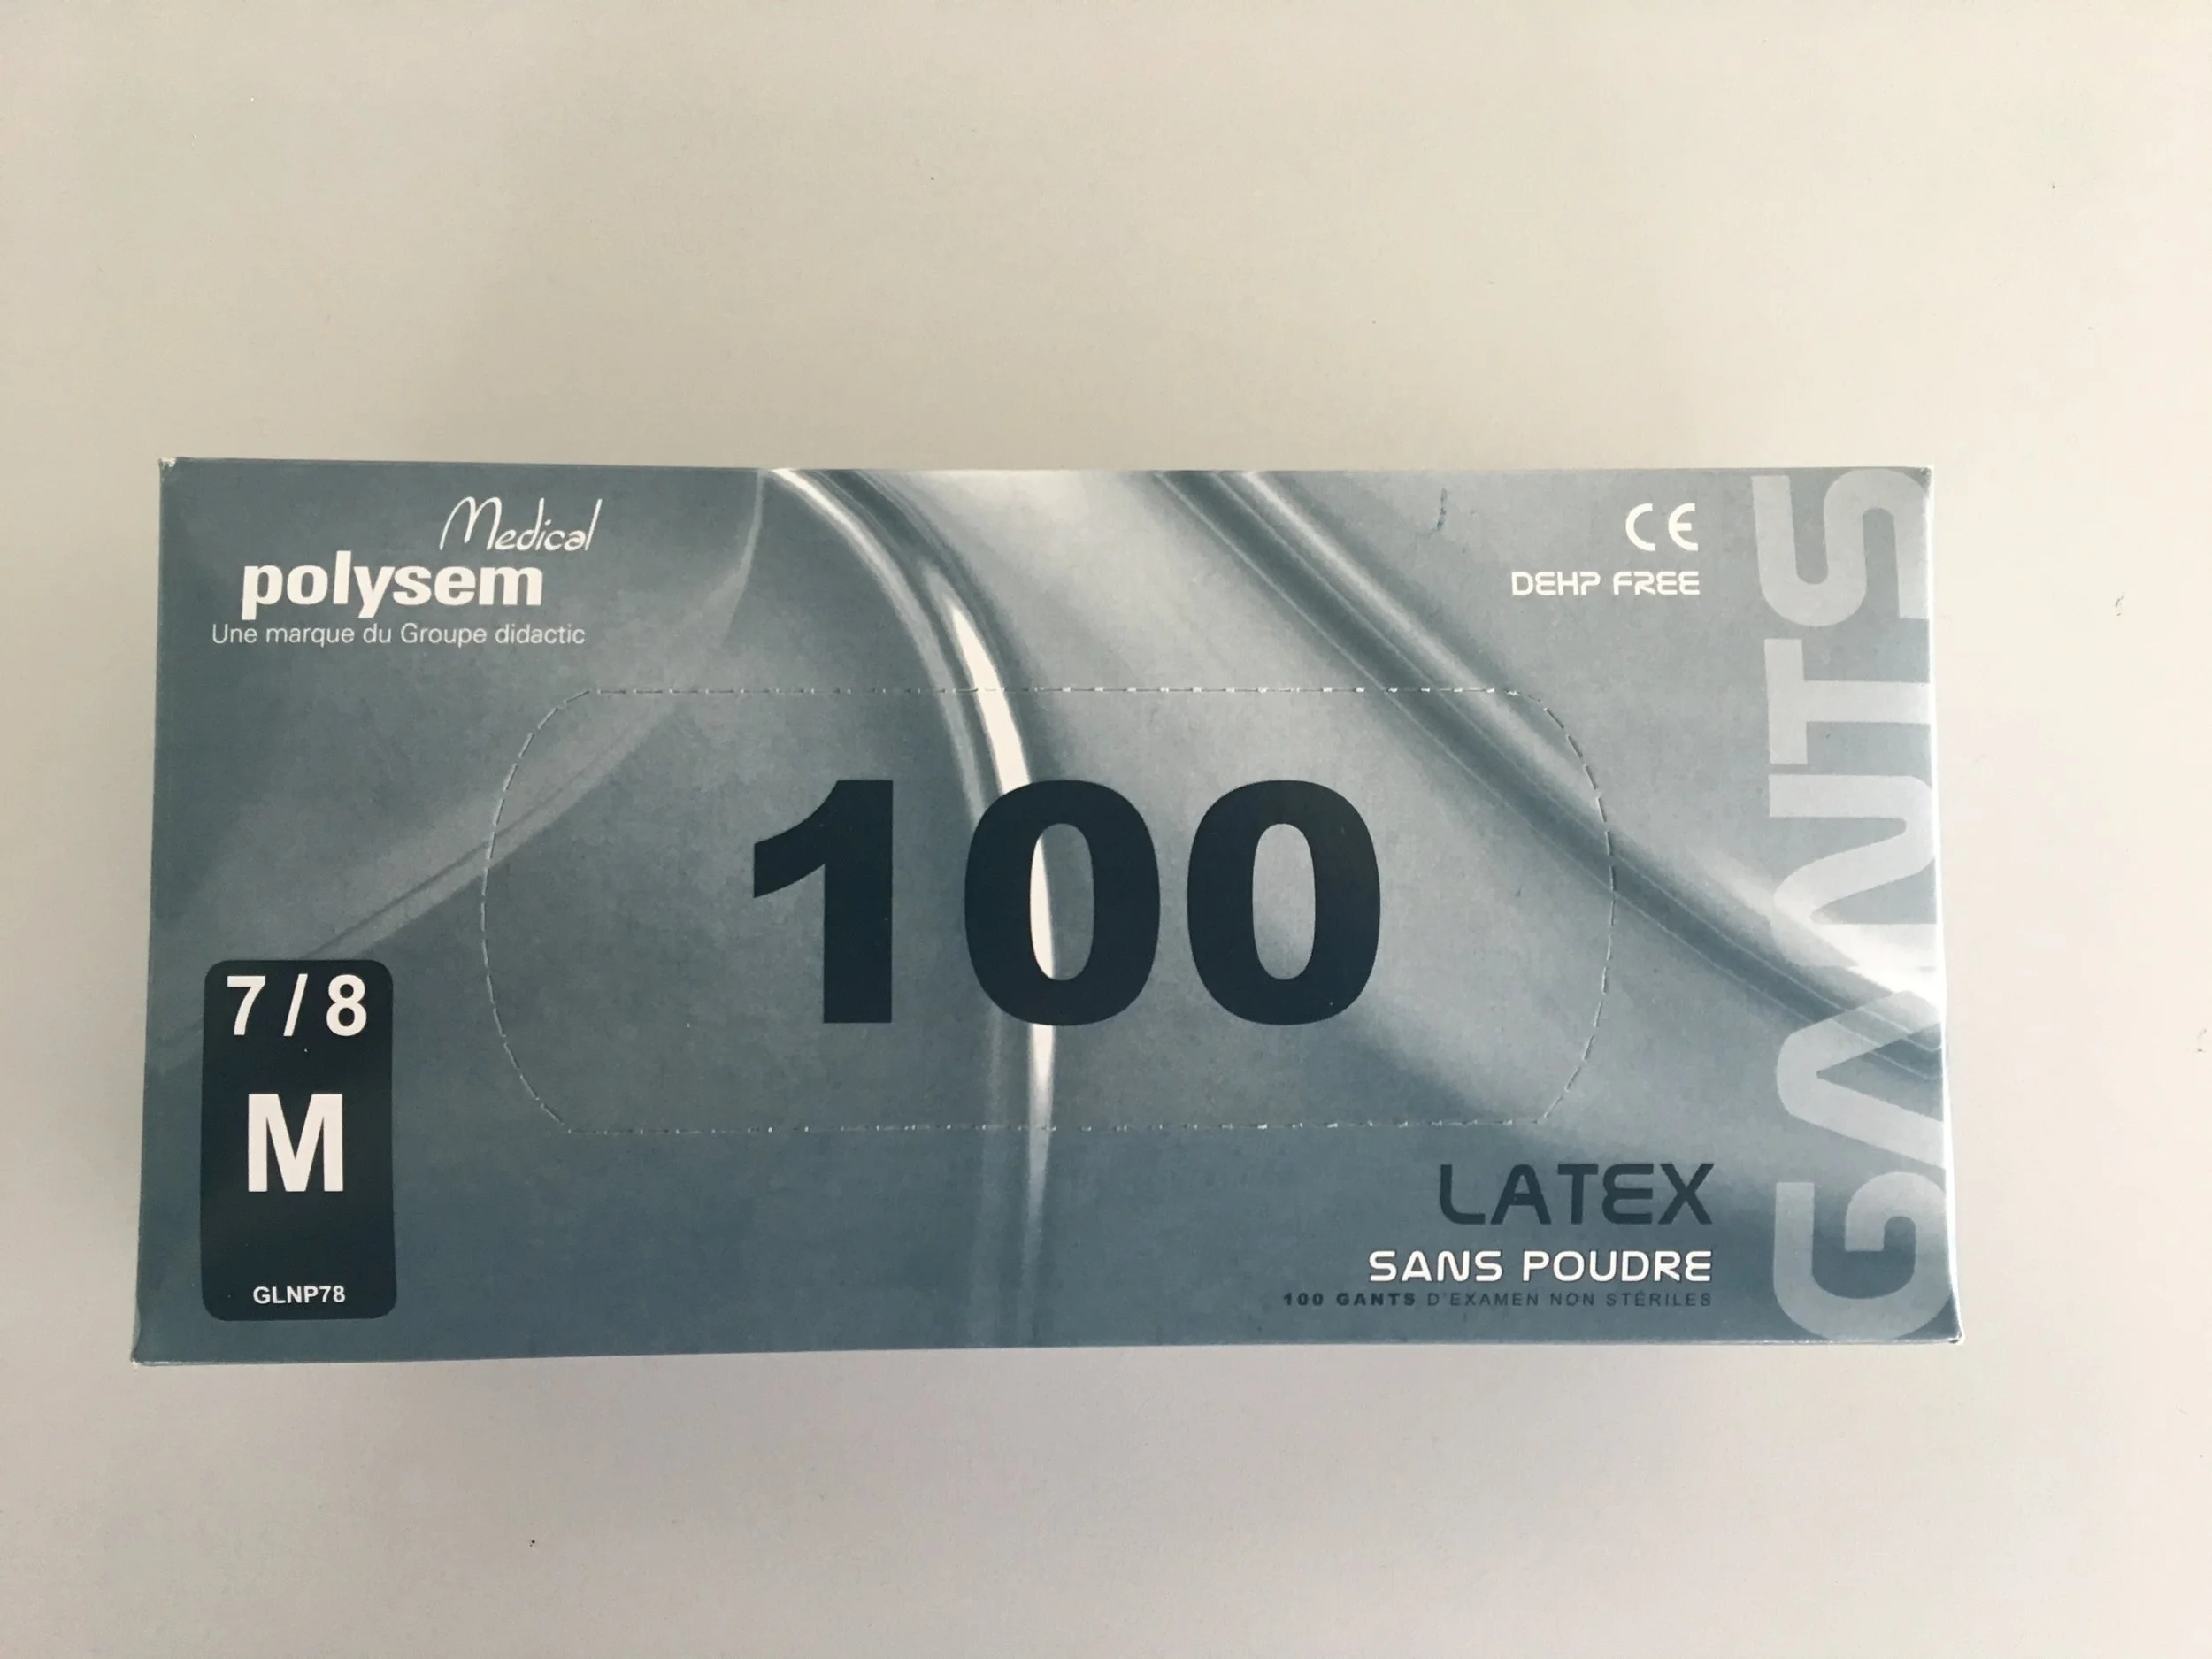 Medical
polysem
Une marque du Groupe didactic
CE
DEHP FREE
GANTS
100
7/8
M
GLNP78
LATEX
SANS POUDRE
100 GANTS D'EXAMEN NON STÉRILES